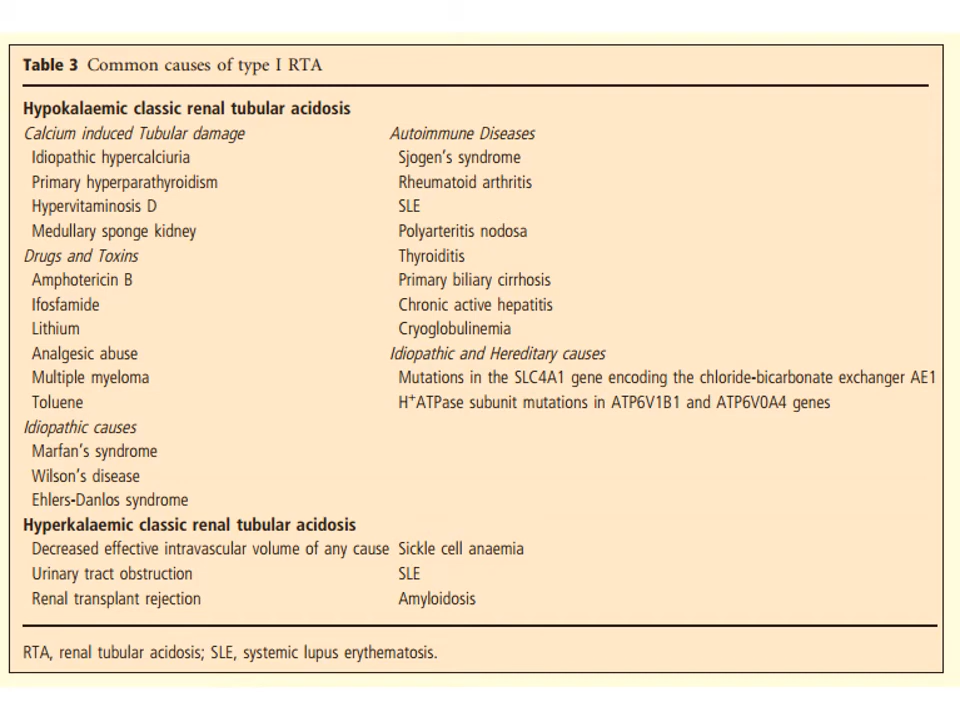 Table 3 Common causes of type I RTA
Hypokalaemic classic renal tubular acidosis
Calcium induced Tubular damage
Idiopathic hypercalciuria
Primary hyperparathyroidism
Hypervitaminosis D
Medullary sponge kidney
Drugs and Toxins
Amphotericin B
Ifosfamide
Lithium
Analgesic abuse
Multiple myeloma
Toluene
Idiopathic causes
Marfan's syndrome
Wilson's disease
Ehlers-Danlos syndrome
Autoimmune Diseases
Sjogen's syndrome
Rheumatoid arthritis
SLE
Polyarteritis nodosa
Thyroiditis
Primary biliary cirrhosis
Chronic active hepatitis
Cryoglobulinemia
Idiopathic and Hereditary causes
Mutations in the SLC4A1 gene encoding the chloride-bicarbonate exchanger AE1
H⁺ATPase subunit mutations in ATP6V1B1 and ATP6V0A4 genes
Hyperkalaemic classic renal tubular acidosis
Decreased effective intravascular volume of any cause
Urinary tract obstruction
Renal transplant rejection
Sickle cell anaemia
SLE
Amyloidosis
RTA, renal tubular acidosis; SLE, systemic lupus erythematosis.